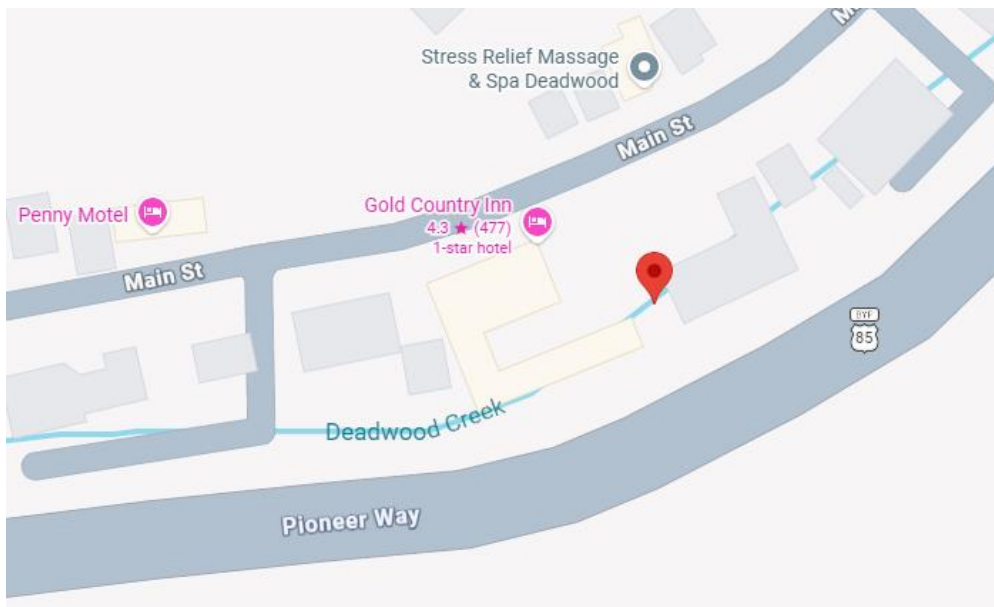 Stress Relief Massage
& Spa Deadwood
Main St
Gold Country Inn
4.3 ★ (477)
1-star hotel
Penny Motel
Main St
BYP
85
Deadwood Creek
Pioneer Way